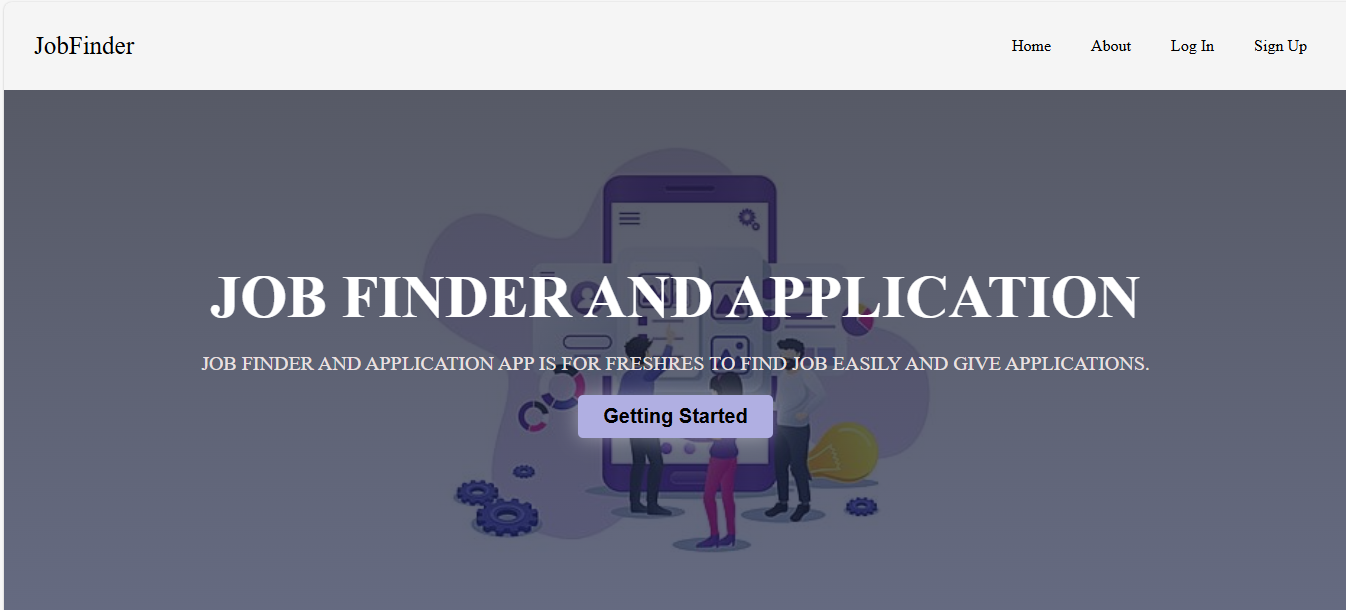 JobFinder
Home About Log In Sign Up
JOB FINDER AND APPLICATION
JOB FINDER AND APPLICATION APP IS FOR FRESHRES TO FIND JOB EASILY AND GIVE APPLICATIONS.
Getting Started